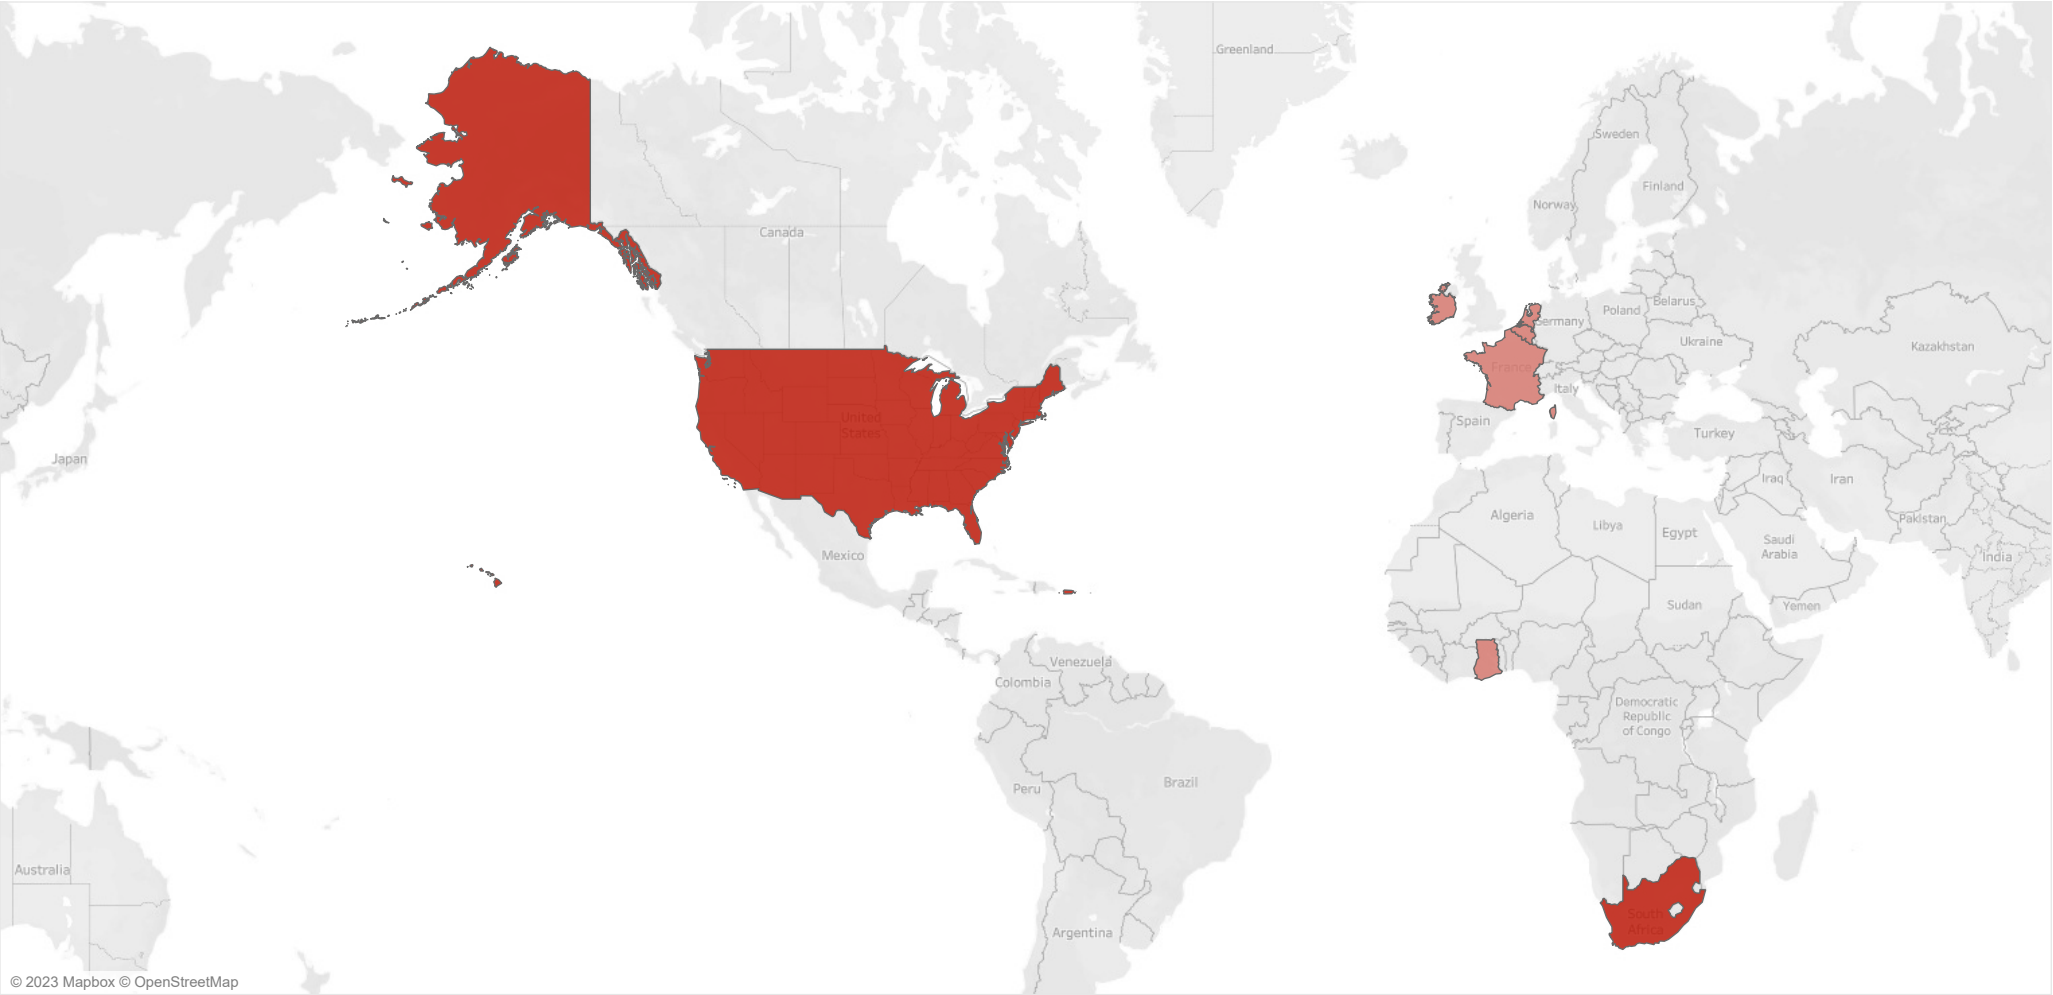 Greenland
Sweden
Finland
Norway
Canada
Belarus
Poland
Germany
Ukraine
Kazakhstan
France
Italy
United
States
Spain
Turkey
Japan
Iraq
Iran
Algeria
Pakistan
Libya
Egypt
Saudi
Arabia
Mexico
India
Sudan
Yemen
Venezuela
Colombia
Democratic
Republic
of Congo
Brazil
Peru
Australia
South
Africa
Argentina
© 2023 Mapbox © OpenStreetMap